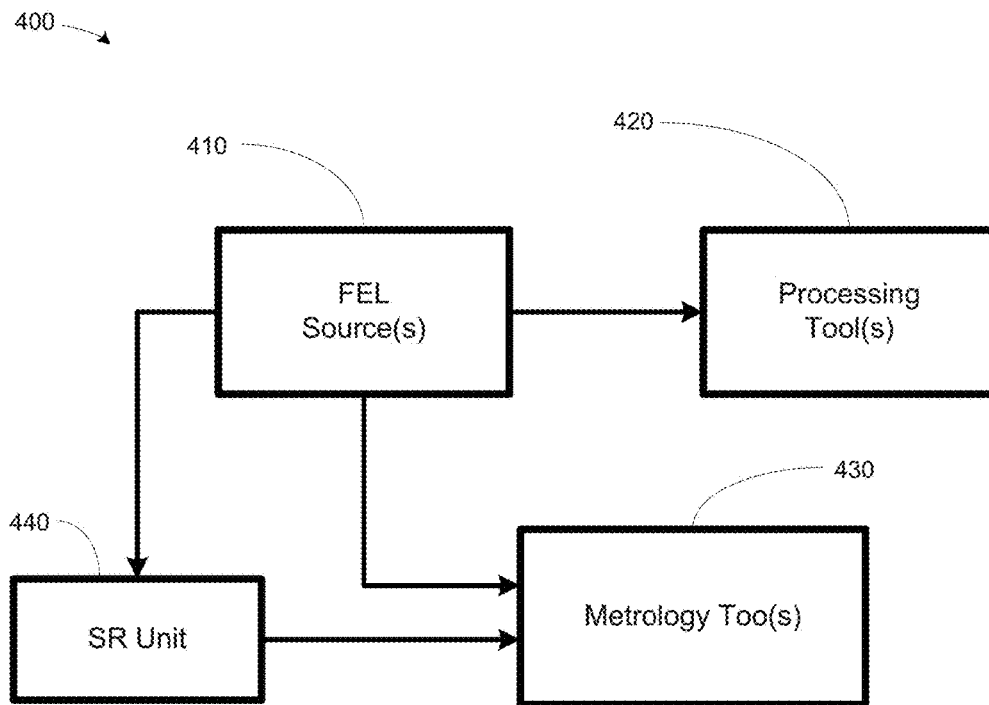 400
410
420
FEL
Source(s)
Processing
Tool(s)
430
440
SR Unit
Metrology Too(s)